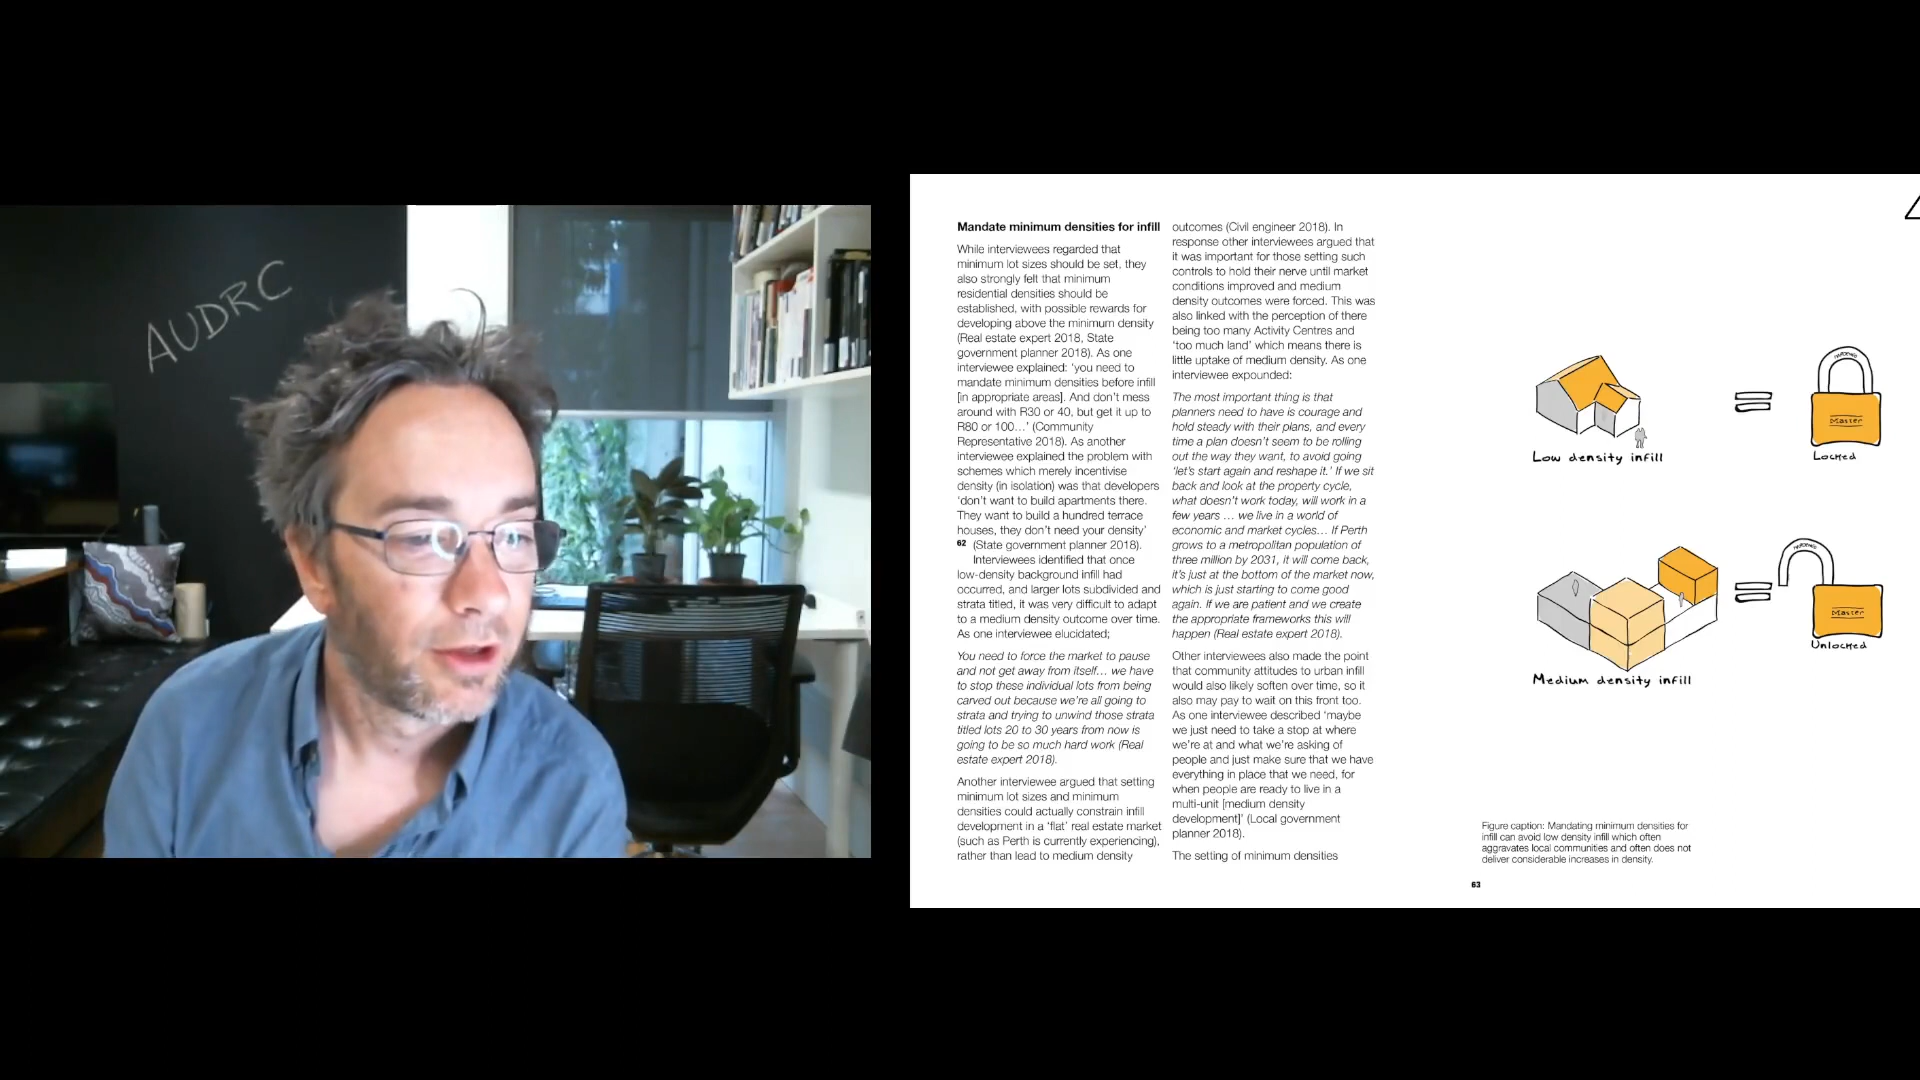 AUDRC
Mandate minimum densities for infill
While interviewees regarded that
minimum lot sizes should be set, they
also strongly felt that minimum
residential densities should be
established, with possible rewards for
developing above the minimum density
(Real estate expert 2018, State
government planner 2018). As one
interviewee explained: ‘you need to
mandate minimum densities before infill
[in appropriate areas]. And don’t mess
around with R30 or 40, but get it up to
R80 or 100…’ (Community
Representative 2018). As another
interviewee explained the problem with
schemes which merely incentivise
density (in isolation) was that developers
‘don’t want to build apartments there.
They want to build a hundred terrace
houses, they don’t need your density’
62 (State government planner 2018).
Interviewees identified that once
low-density background infill had
occurred, and larger lots subdivided and
strata titled, it was very difficult to adapt
to a medium density outcome over time.
As one interviewee elucidated;
You need to force the market to pause
and not get away from itself… we have
to stop these individual lots from being
carved out because we’re all going to
strata and trying to unwind those strata
titled lots 20 to 30 years from now is
going to be so much hard work (Real
estate expert 2018).
Another interviewee argued that setting
minimum lot sizes and minimum
densities could actually constrain infill
development in a ‘flat’ real estate market
(such as Perth is currently experiencing),
rather than lead to medium density
outcomes (Civil engineer 2018). In
response other interviewees argued that
it was important for those setting such
controls to hold their nerve until market
conditions improved and medium
density outcomes were forced. This was
also linked with the perception of there
being too many Activity Centres and
‘too much land’ which means there is
little uptake of medium density. As one
interviewee expounded:
The most important thing is that
planners need to have is courage and
hold steady with their plans, and every
time a plan doesn’t seem to be rolling
out the way they want, to avoid going
‘let’s start again and reshape it.’ If we sit
back and look at the property cycle,
what doesn’t work today, will work in a
few years … we live in a world of
economic and market cycles… If Perth
grows to a metropolitan population of
three million by 2031, it will come back,
it’s just at the bottom of the market now,
which is just starting to come good
again. If we are patient and we create
the appropriate frameworks this will
happen (Real estate expert 2018).
Other interviewees also made the point
that community attitudes to urban infill
would also likely soften over time, so it
also may pay to wait on this front too.
As one interviewee described ‘maybe
we just need to take a stop at where
we’re at and what we’re asking of
people and just make sure that we have
everything in place that we need, for
when people are ready to live in a
multi-unit [medium density
development]’ (Local government
planner 2018).
The setting of minimum densities
Low density infill
Master
Locked
Medium density infill
Master
Unlocked
Figure caption: Mandating minimum densities for
infill can avoid low density infill which often
aggravates local communities and often does not
deliver considerable increases in density.
63